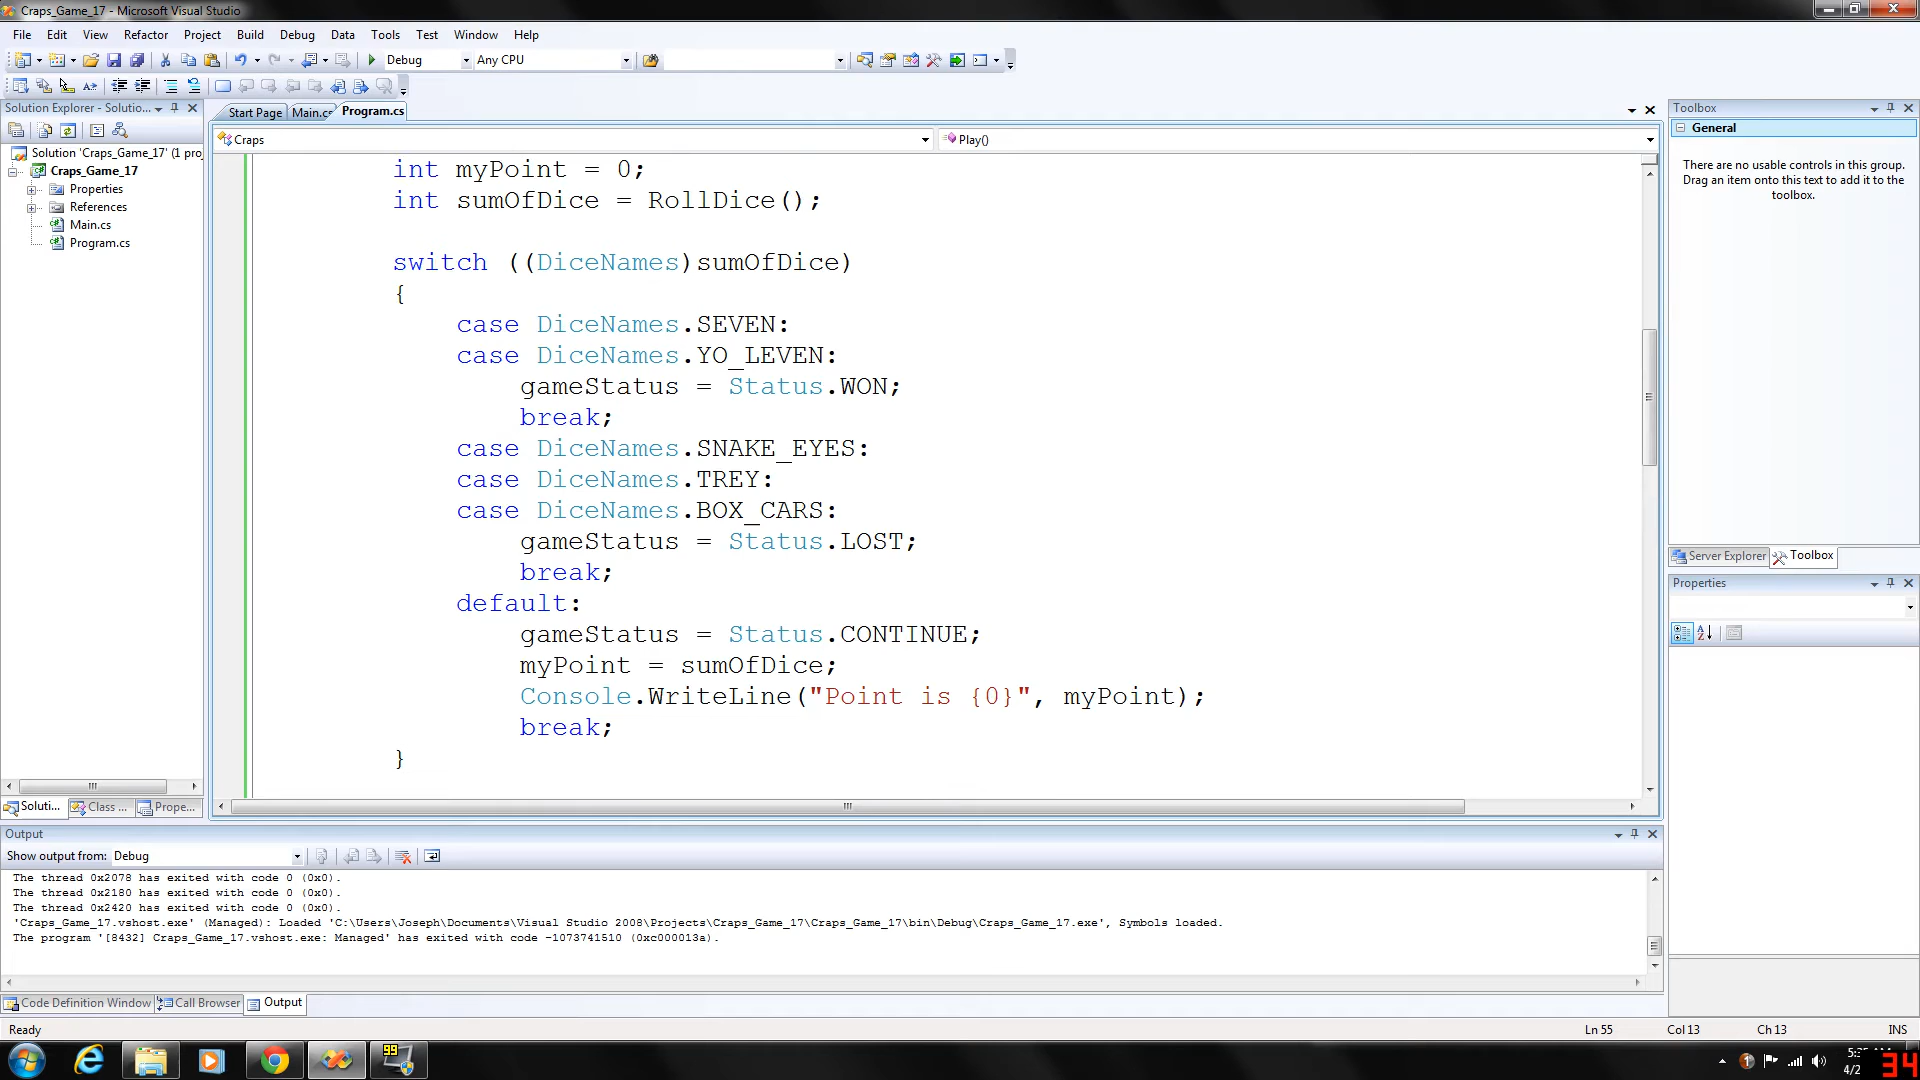 Craps_Game_17 - Microsoft Visual Studio
File Edit View Refactor Project Build Debug Data Tools Test Window Help
Debug Any CPU
Solution Explorer - Solutio...
Start Page Main.cs Program.cs
Toolbox
Craps Play()
General
There are no usable controls in this group.
Drag an item onto this text to add it to the
toolbox.
Solution 'Craps_Game_17' (1 proj
Craps_Game_17
Properties
References
Main.cs
Program.cs
int myPoint = 0;
int sumOfDice = RollDice();
switch ((DiceNames)sumOfDice)
{
case DiceNames.SEVEN:
case DiceNames.YO_LEVEN:
gameStatus = Status.WON;
break;
case DiceNames.SNAKE_EYES:
case DiceNames.TREY:
case DiceNames.BOX_CARS:
gameStatus = Status.LOST;
break;
default:
gameStatus = Status.CONTINUE;
myPoint = sumOfDice;
Console.WriteLine("Point is {0}", myPoint);
break;
}
Server Explorer Toolbox
Properties
Soluti... Class ... Prope...
Output
Show output from: Debug
The thread 0x2078 has exited with code 0 (0x0).
The thread 0x2180 has exited with code 0 (0x0).
The thread 0x2420 has exited with code 0 (0x0).
'Craps_Game_17.vshost.exe' (Managed): Loaded 'C:\Users\Joseph\Documents\Visual Studio 2008\Projects\Craps_Game_17\Craps_Game_17\bin\Debug\Craps_Game_17.exe', Symbols loaded.
The program '[8432] Craps_Game_17.vshost.exe: Managed' has exited with code -1073741510 (0xc000013a).
Code Definition Window Call Browser Output
Ready Ln 55 Col 13 Ch 13 INS
99
34